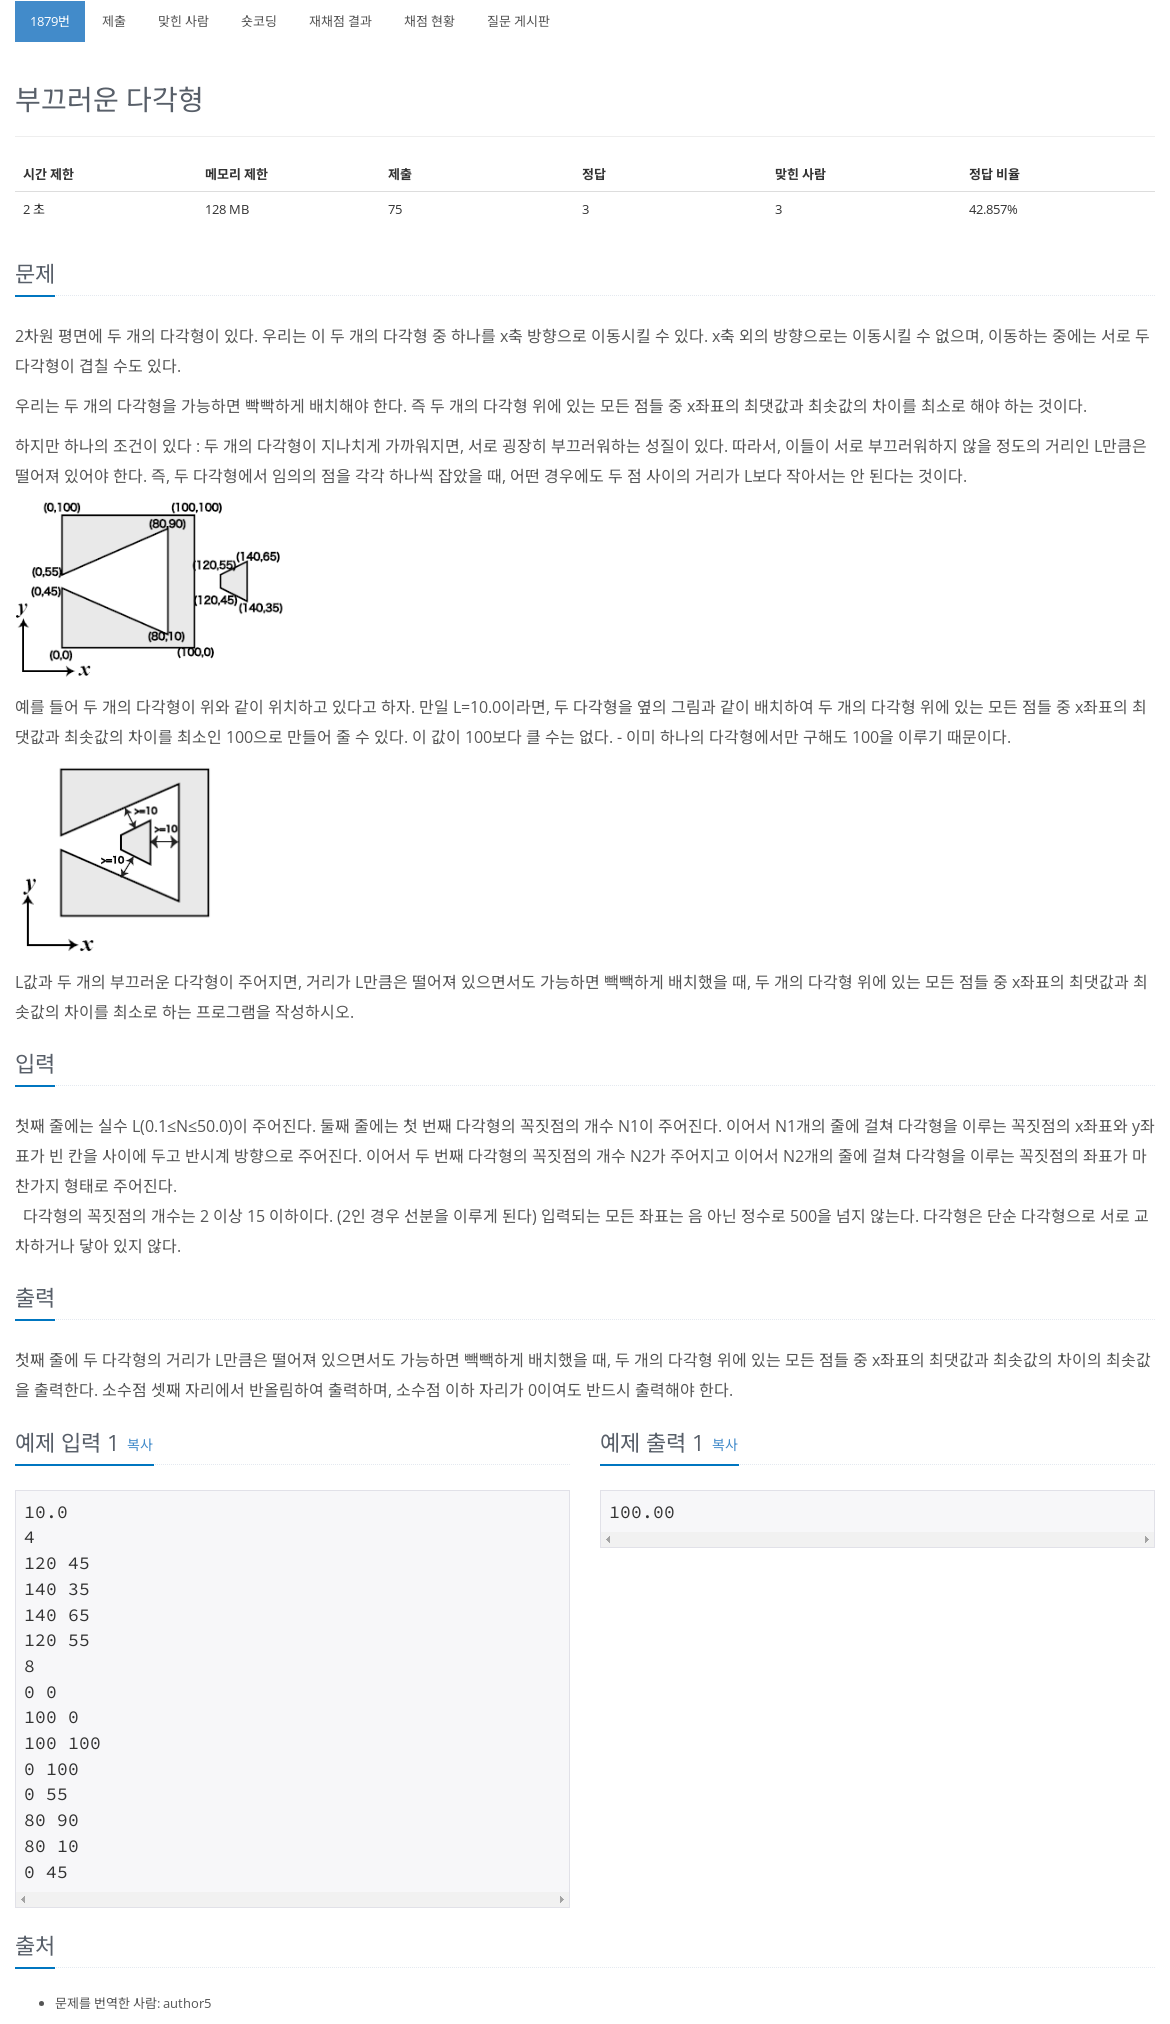 1879번 제출 맞힌 사람 숏코딩 재채점 결과 채점 현황 질문 게시판
부끄러운 다각형
시간 제한 메모리 제한 제출 정답 맞힌 사람 정답 비율
2 초 128 MB 75 3 3 42.857%
문제
2차원 평면에 두 개의 다각형이 있다. 우리는 이 두 개의 다각형 중 하나를 x축 방향으로 이동시킬 수 있다. x축 외의 방향으로는 이동시킬 수 없으며, 이동하는 중에는 서로 두
다각형이 겹칠 수도 있다.
우리는 두 개의 다각형을 가능하면 빡빡하게 배치해야 한다. 즉 두 개의 다각형 위에 있는 모든 점들 중 x좌표의 최댓값과 최솟값의 차이를 최소로 해야 하는 것이다.
하지만 하나의 조건이 있다 : 두 개의 다각형이 지나치게 가까워지면, 서로 굉장히 부끄러워하는 성질이 있다. 따라서, 이들이 서로 부끄러워하지 않을 정도의 거리인 L만큼은
떨어져 있어야 한다. 즉, 두 다각형에서 임의의 점을 각각 하나씩 잡았을 때, 어떤 경우에도 두 점 사이의 거리가 L보다 작아서는 안 된다는 것이다.
(0,100) (100,100)
(80,90)
(140,65)
(120,55)
(0,55)
(0,45)
(120,45)
(140,35)
y
(80,10)
(0,0) (100,0)
x
예를 들어 두 개의 다각형이 위와 같이 위치하고 있다고 하자. 만일 L=10.0이라면, 두 다각형을 옆의 그림과 같이 배치하여 두 개의 다각형 위에 있는 모든 점들 중 x좌표의 최
댓값과 최솟값의 차이를 최소인 100으로 만들어 줄 수 있다. 이 값이 100보다 클 수는 없다. - 이미 하나의 다각형에서만 구해도 100을 이루기 때문이다.
>=10
>=10
>=10
y
x
L값과 두 개의 부끄러운 다각형이 주어지면, 거리가 L만큼은 떨어져 있으면서도 가능하면 빽빽하게 배치했을 때, 두 개의 다각형 위에 있는 모든 점들 중 x좌표의 최댓값과 최
솟값의 차이를 최소로 하는 프로그램을 작성하시오.
입력
첫째 줄에는 실수 L(0.1≤N≤50.0)이 주어진다. 둘째 줄에는 첫 번째 다각형의 꼭짓점의 개수 N1이 주어진다. 이어서 N1개의 줄에 걸쳐 다각형을 이루는 꼭짓점의 x좌표와 y좌
표가 빈 칸을 사이에 두고 반시계 방향으로 주어진다. 이어서 두 번째 다각형의 꼭짓점의 개수 N2가 주어지고 이어서 N2개의 줄에 걸쳐 다각형을 이루는 꼭짓점의 좌표가 마
찬가지 형태로 주어진다.
다각형의 꼭짓점의 개수는 2 이상 15 이하이다. (2인 경우 선분을 이루게 된다) 입력되는 모든 좌표는 음 아닌 정수로 500을 넘지 않는다. 다각형은 단순 다각형으로 서로 교
차하거나 닿아 있지 않다.
출력
첫째 줄에 두 다각형의 거리가 L만큼은 떨어져 있으면서도 가능하면 빽빽하게 배치했을 때, 두 개의 다각형 위에 있는 모든 점들 중 x좌표의 최댓값과 최솟값의 차이의 최솟값
을 출력한다. 소수점 셋째 자리에서 반올림하여 출력하며, 소수점 이하 자리가 0이여도 반드시 출력해야 한다.
예제 입력 1 복사
10.0
4
120 45
140 35
140 65
120 55
8
0 0
100 0
100 100
0 100
0 55
80 90
80 10
0 45
예제 출력 1 복사
100.00
출처
문제를 번역한 사람: author5